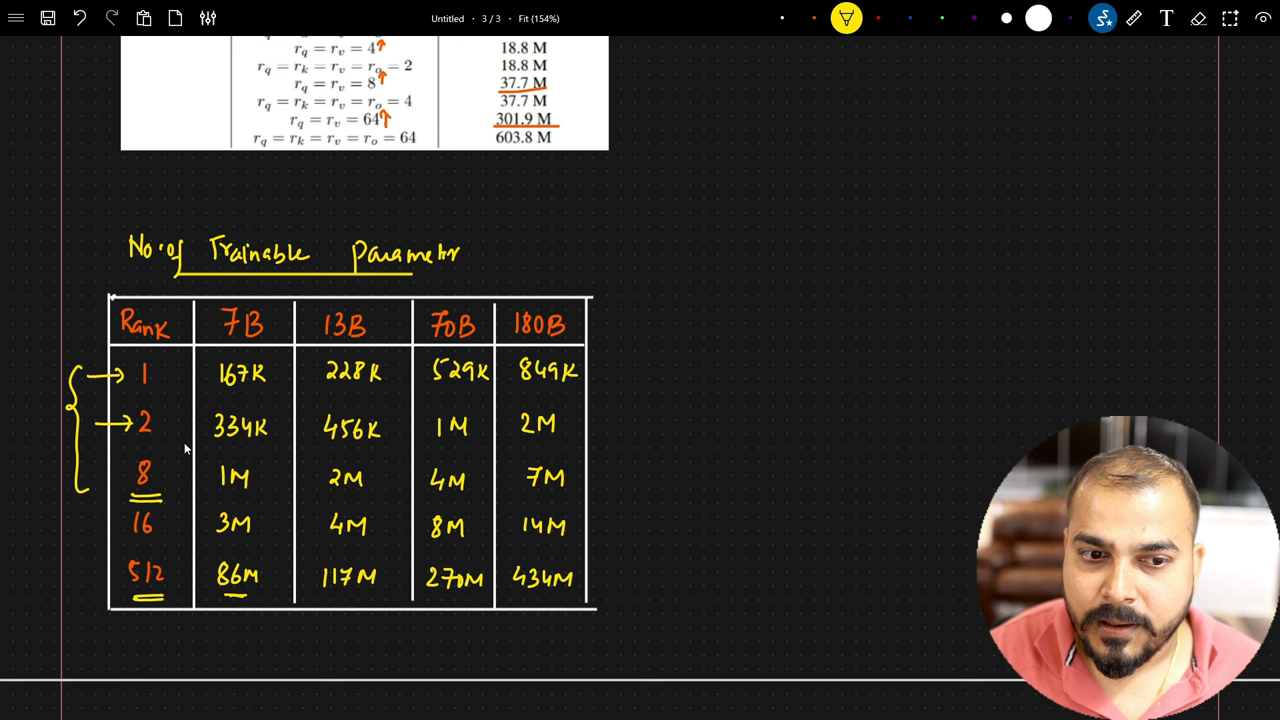 Untitled • 3 / 3 • Fit (154%)
r_q = r_v = 4 18.8 M
r_q = r_k = r_v = r_o = 2 18.8 M
r_q = r_v = 8 37.7 M
r_q = r_k = r_v = r_o = 4 37.7 M
r_q = r_v = 64 301.9 M
r_q = r_k = r_v = r_o = 64 603.8 M
No. of Trainable Parameter
Rank 7B 13B 70B 180B
1 167K 228K 529K 849K
2 334K 456K 1M 2M
8 1M 2M 4M 7M
16 3M 4M 8M 14M
512 86M 117M 270M 434M